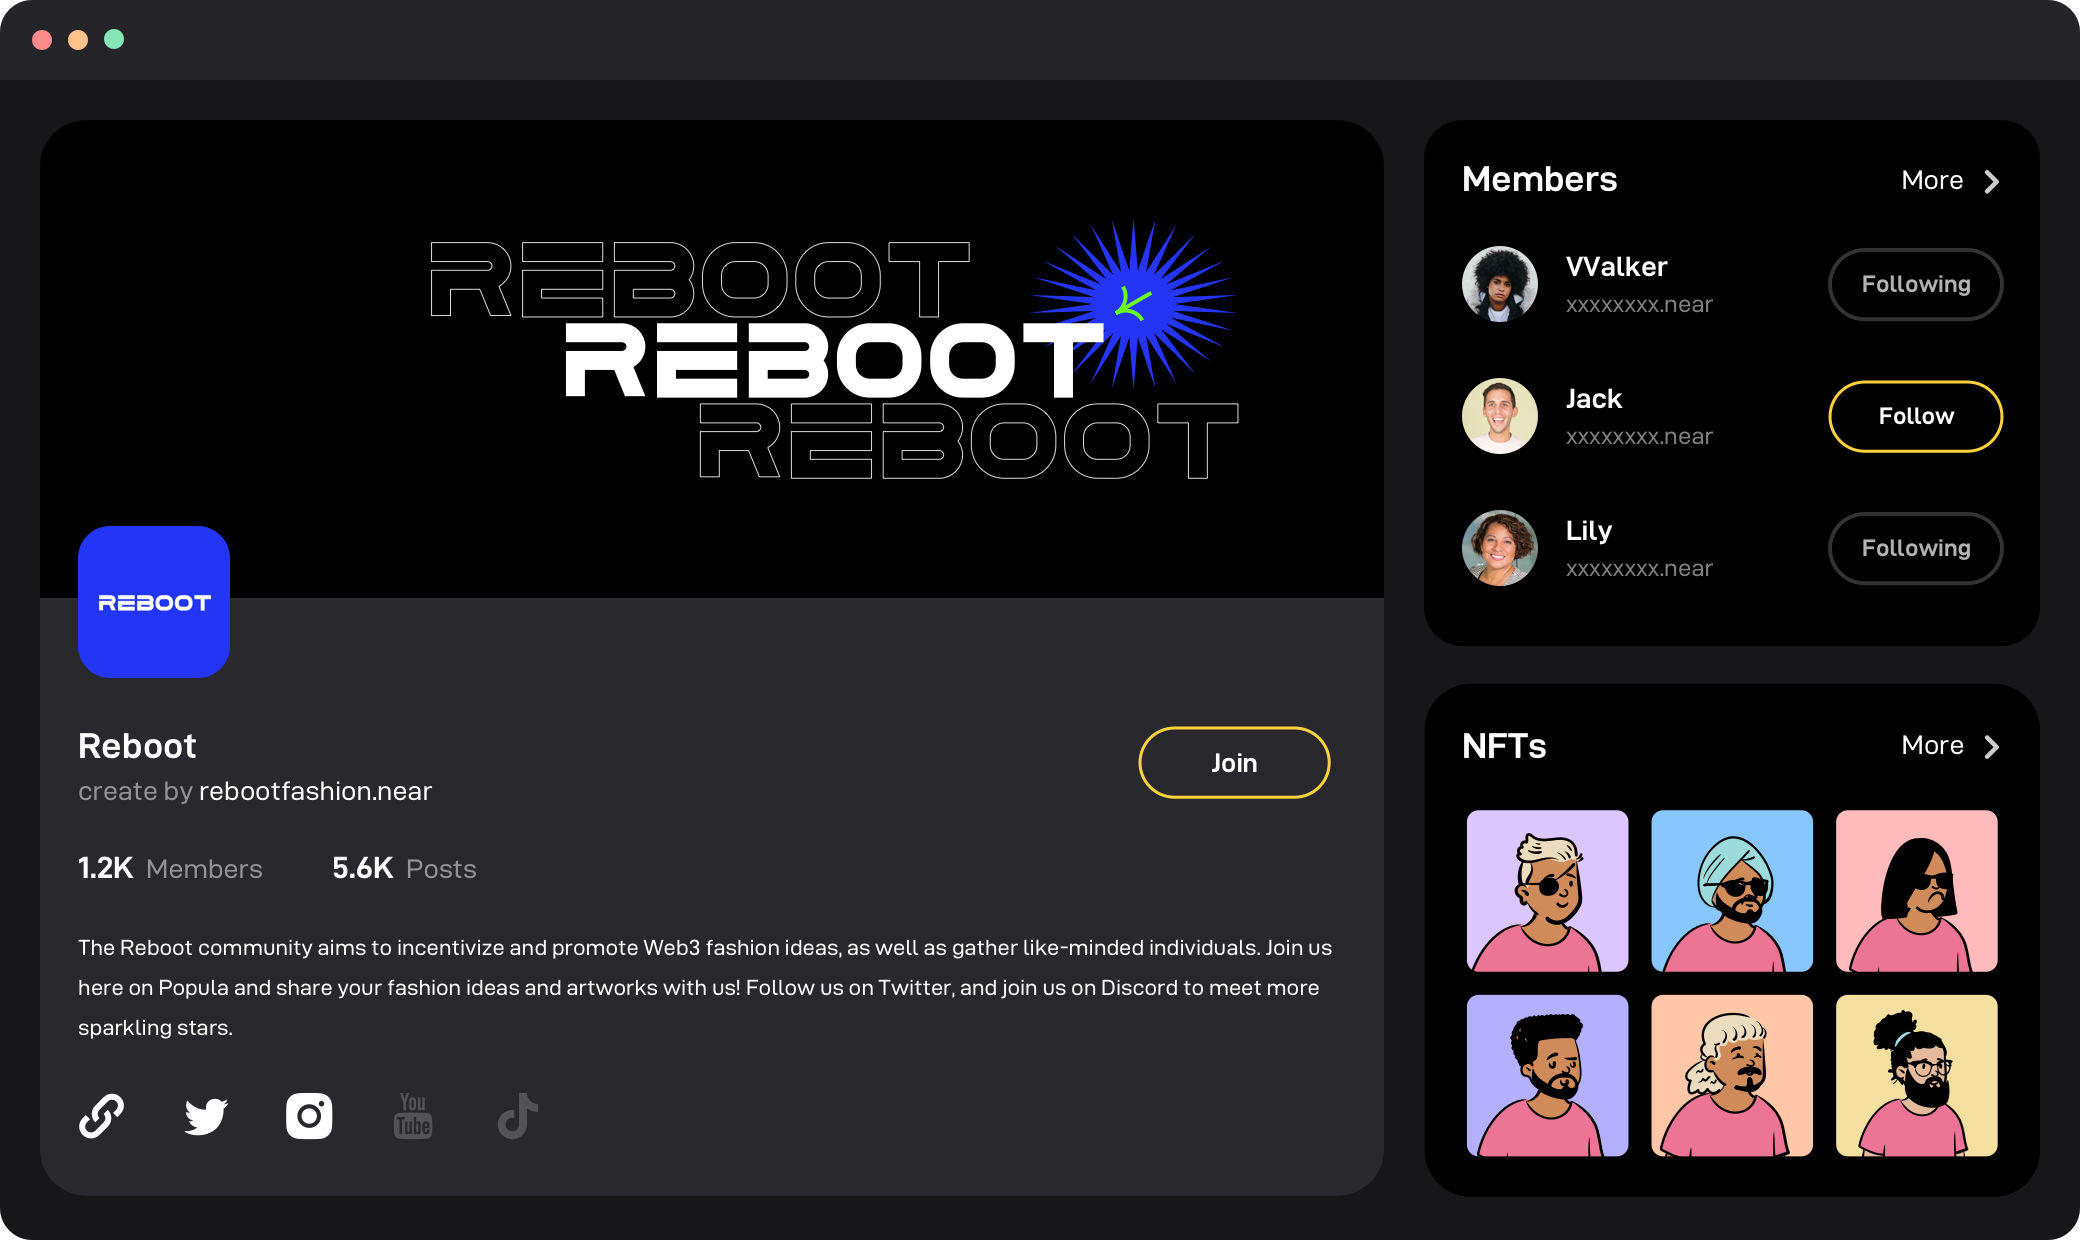 REBOOT
REBOOT
REBOOT
REBOOT
Reboot
create by rebootfashion.near
Join
1.2K Members 5.6K Posts
The Reboot community aims to incentivize and promote Web3 fashion ideas, as well as gather like-minded individuals. Join us
here on Popula and share your fashion ideas and artworks with us! Follow us on Twitter, and join us on Discord to meet more
sparkling stars.
You
Tube
Members More
VValker
xxxxxxxx.near
Following
Jack
xxxxxxxx.near
Follow
Lily
xxxxxxxx.near
Following
NFTs More